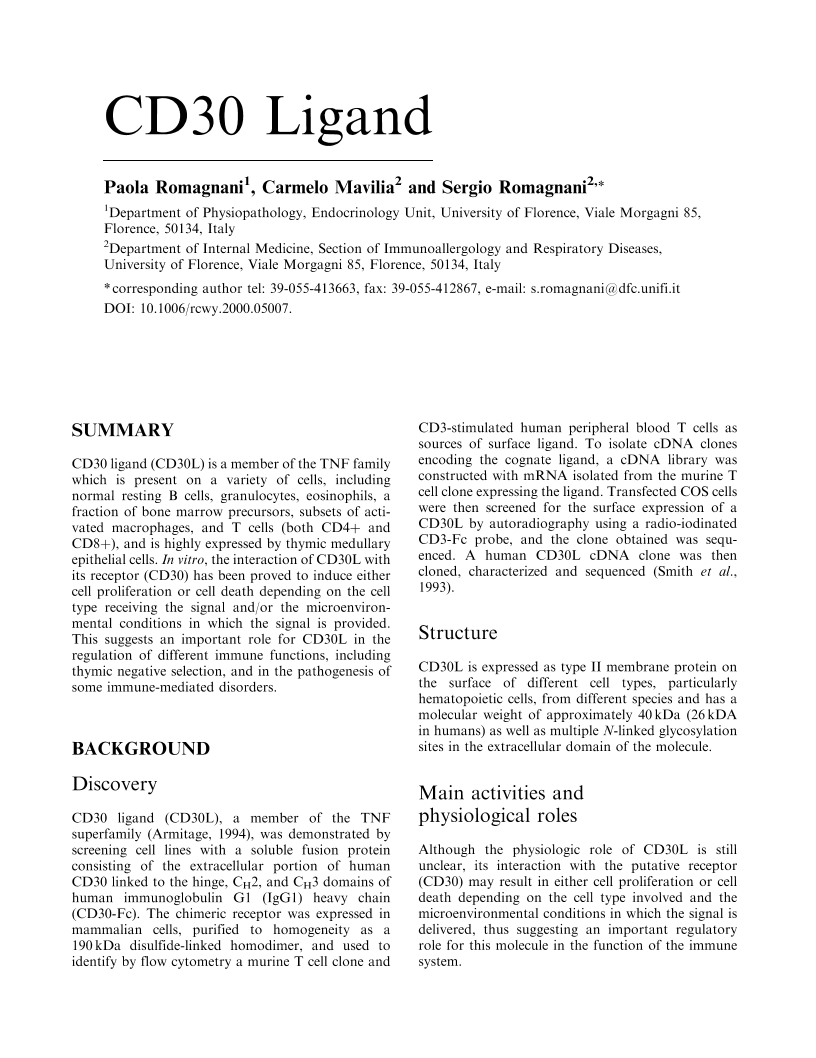 CD30 Ligand
Paola Romagnani1, Carmelo Mavilia2 and Sergio Romagnani2,*
1Department of Physiopathology, Endocrinology Unit, University of Florence, Viale Morgagni 85,
Florence, 50134, Italy
2Department of Internal Medicine, Section of Immunoallergology and Respiratory Diseases,
University of Florence, Viale Morgagni 85, Florence, 50134, Italy
*corresponding author tel: 39-055-413663, fax: 39-055-412867, e-mail: s.romagnani@dfc.unifi.it
DOI: 10.1006/rcwy.2000.05007.
SUMMARY
CD30 ligand (CD30L) is a member of the TNF family
which is present on a variety of cells, including
normal resting B cells, granulocytes, eosinophils, a
fraction of bone marrow precursors, subsets of acti-
vated macrophages, and T cells (both CD4+ and
CD8+), and is highly expressed by thymic medullary
epithelial cells. In vitro, the interaction of CD30L with
its receptor (CD30) has been proved to induce either
cell proliferation or cell death depending on the cell
type receiving the signal and/or the microenviron-
mental conditions in which the signal is provided.
This suggests an important role for CD30L in the
regulation of different immune functions, including
thymic negative selection, and in the pathogenesis of
some immune-mediated disorders.
BACKGROUND
Discovery
CD30 ligand (CD30L), a member of the TNF
superfamily (Armitage, 1994), was demonstrated by
screening cell lines with a soluble fusion protein
consisting of the extracellular portion of human
CD30 linked to the hinge, CH2, and CH3 domains of
human immunoglobulin G1 (IgG1) heavy chain
(CD30-Fc). The chimeric receptor was expressed in
mammalian cells, purified to homogeneity as a
190 kDa disulfide-linked homodimer, and used to
identify by flow cytometry a murine T cell clone and
CD3-stimulated human peripheral blood T cells as
sources of surface ligand. To isolate cDNA clones
encoding the cognate ligand, a cDNA library was
constructed with mRNA isolated from the murine T
cell clone expressing the ligand. Transfected COS cells
were then screened for the surface expression of a
CD30L by autoradiography using a radio-iodinated
CD3-Fc probe, and the clone obtained was sequ-
enced. A human CD30L cDNA clone was then
cloned, characterized and sequenced (Smith et al.,
1993).
Structure
CD30L is expressed as type II membrane protein on
the surface of different cell types, particularly
hematopoietic cells, from different species and has a
molecular weight of approximately 40 kDa (26 kDA
in humans) as well as multiple N-linked glycosylation
sites in the extracellular domain of the molecule.
Main activities and
physiological roles
Although the physiologic role of CD30L is still
unclear, its interaction with the putative receptor
(CD30) may result in either cell proliferation or cell
death depending on the cell type involved and the
microenvironmental conditions in which the signal is
delivered, thus suggesting an important regulatory
role for this molecule in the function of the immune
system.